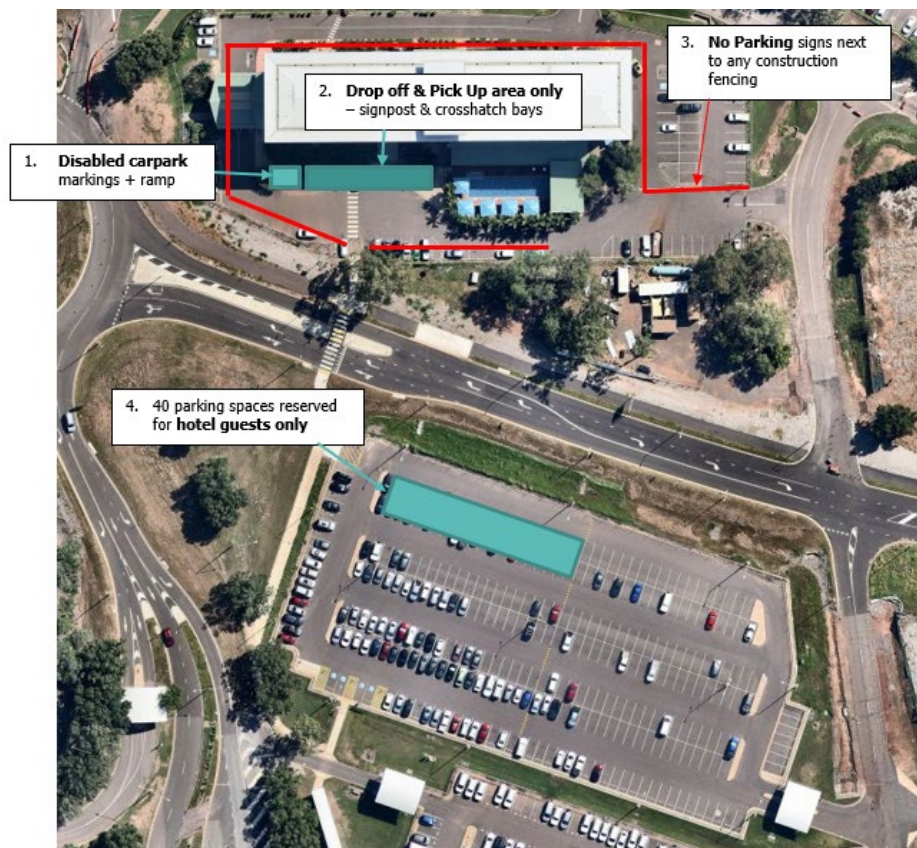 3. No Parking signs next
to any construction
fencing
2. Drop off & Pick Up area only
– signpost & crosshatch bays
1. Disabled carpark
markings + ramp
4. 40 parking spaces reserved
for hotel guests only